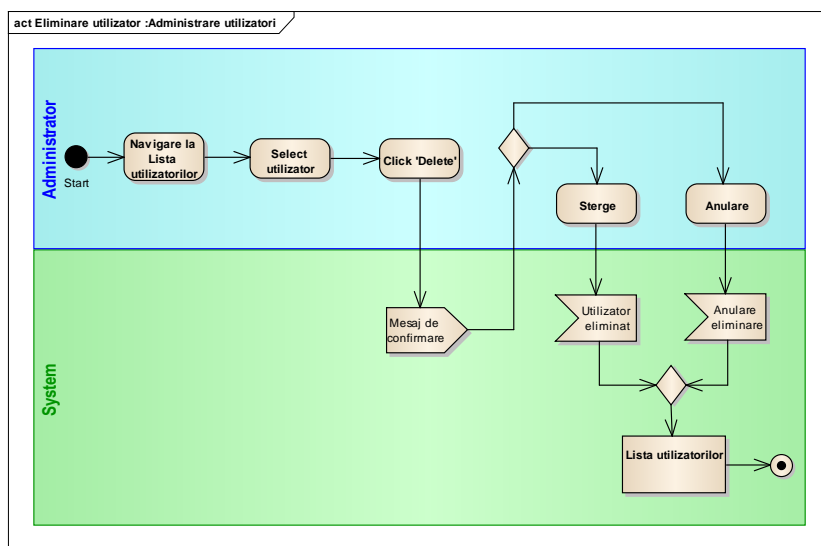 act Eliminare utilizator :Administrare utilizatori
Administrator
Start
Navigare la
Lista
utilizatorilor
Select
utilizator
Click 'Delete'
Sterge
Anulare
System
Mesaj de
confirmare
Utilizator
eliminat
Anulare
eliminare
Lista utilizatorilor